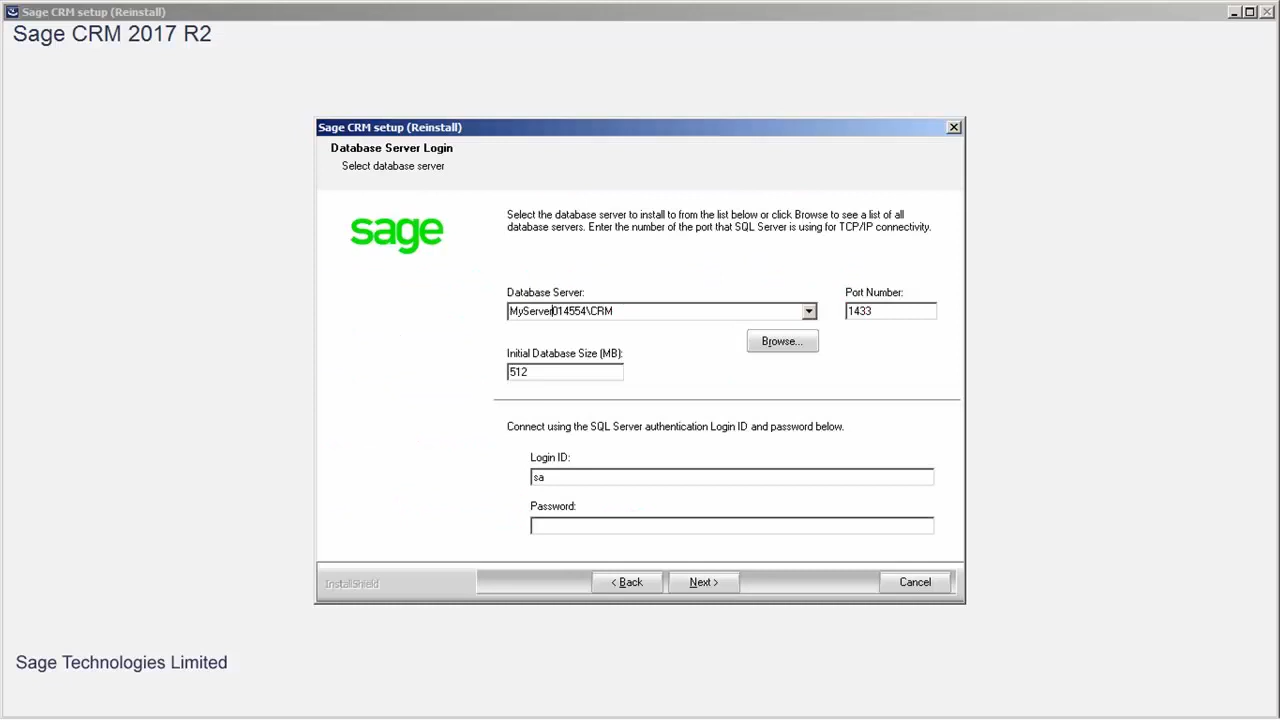 Sage CRM setup (Reinstall)
Sage CRM 2017 R2
Sage CRM setup (Reinstall)
Database Server Login
Select database server
sage
Select the database server to install to from the list below or click Browse to see a list of all
database servers. Enter the number of the port that SQL Server is using for TCP/IP connectivity.
Database Server:
Port Number:
MyServer014554\CRM
1433
Browse...
Initial Database Size (MB):
512
Connect using the SQL Server authentication Login ID and password below.
Login ID:
sa
Password:
InstallShield
< Back
Next >
Cancel
Sage Technologies Limited